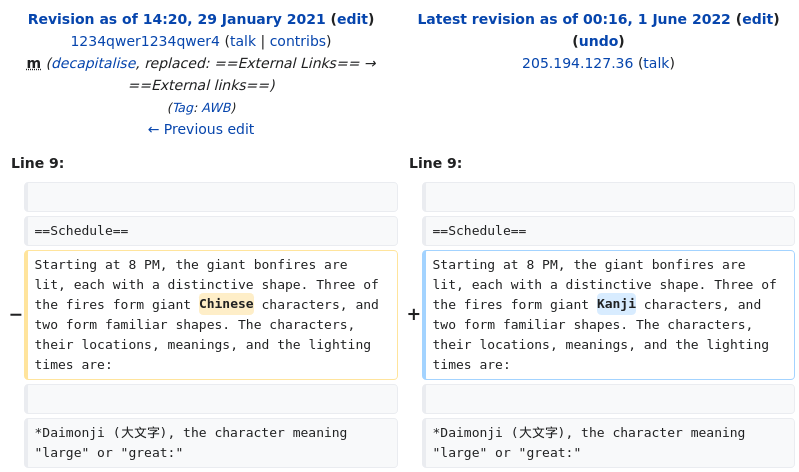 Revision as of 14:20, 29 January 2021 (edit)
1234qwer1234qwer4 (talk | contribs)
m (decapitalise, replaced: ==External Links== →
==External links==)
(Tag: AWB)
← Previous edit
Latest revision as of 00:16, 1 June 2022 (edit)
(undo)
205.194.127.36 (talk)
Line 9:
Line 9:
==Schedule==
==Schedule==
−
Starting at 8 PM, the giant bonfires are
lit, each with a distinctive shape. Three of
the fires form giant Chinese characters, and
two form familiar shapes. The characters,
their locations, meanings, and the lighting
times are:
+
Starting at 8 PM, the giant bonfires are
lit, each with a distinctive shape. Three of
the fires form giant Kanji characters, and
two form familiar shapes. The characters,
their locations, meanings, and the lighting
times are:
*Daimonji (大文字), the character meaning
"large" or "great:"
*Daimonji (大文字), the character meaning
"large" or "great:"